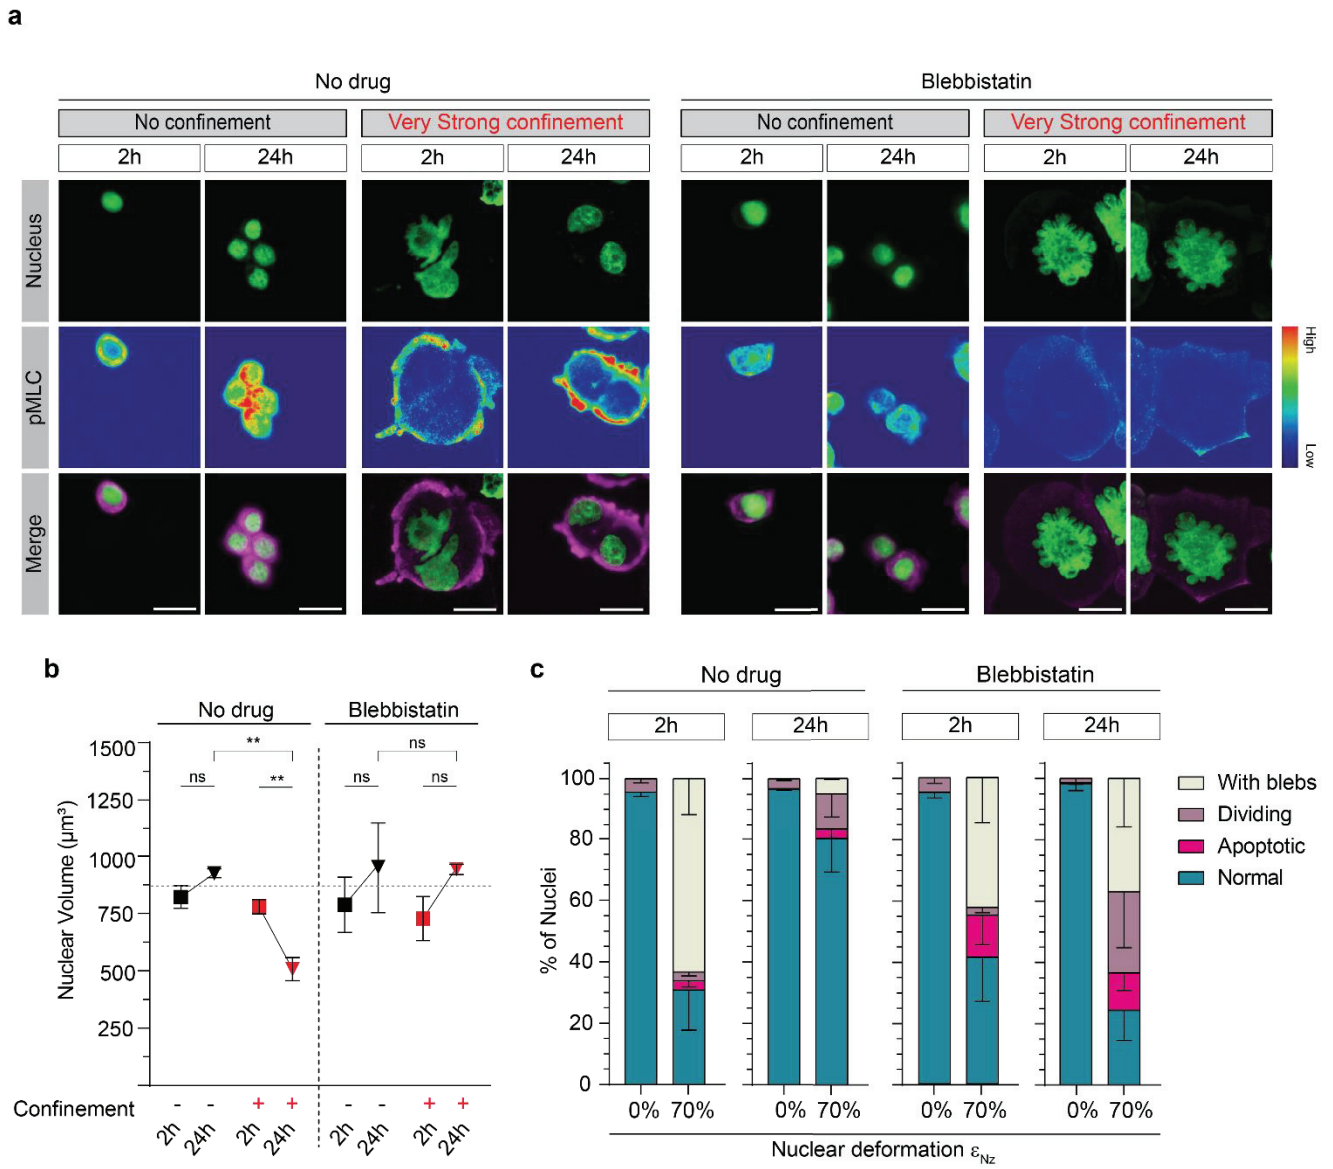 a
No drug
Blebbistatin
No confinement
Very Strong confinement
No confinement
Very Strong confinement
2h
24h
2h
24h
2h
24h
2h
24h
Nucleus
pMLC
Merge
High
Low
b
No drug
Blebbistatin
**
ns
ns
**
ns
ns
1500
1250
1000
750
500
250
Nuclear Volume (µm³)
Confinement
- - + + - - + +
2h 24h 2h 24h 2h 24h 2h 24h
c
No drug
Blebbistatin
2h
24h
2h
24h
100
80
60
40
20
0
% of Nuclei
0% 70% 0% 70% 0% 70% 0% 70%
Nuclear deformation εNz
With blebs
Dividing
Apoptotic
Normal